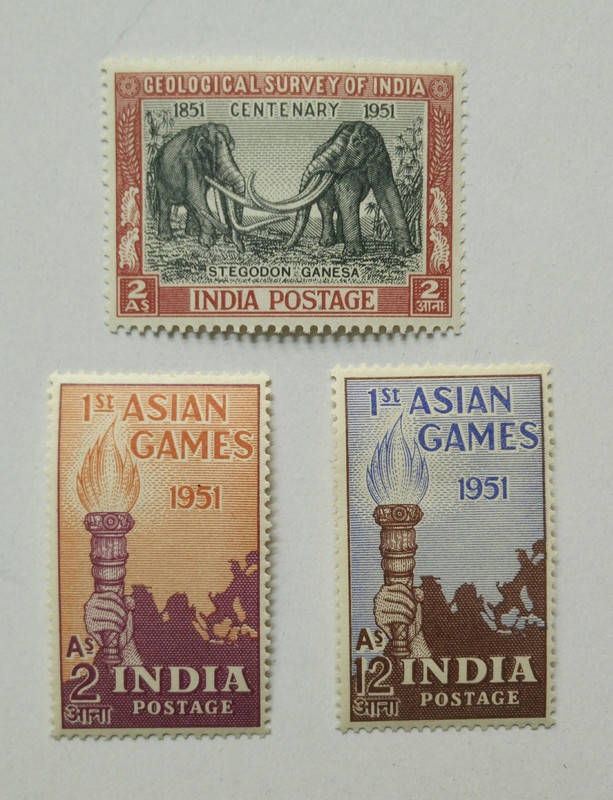 GEOLOGICAL SURVEY OF INDIA
1851 CENTENARY 1951
STEGODON GANESA
2 INDIA POSTAGE 2
AS आना
1st ASIAN
GAMES
1951
As
2 INDIA
आना POSTAGE
1st ASIAN
GAMES
1951
As
12 INDIA
आना POSTAGE